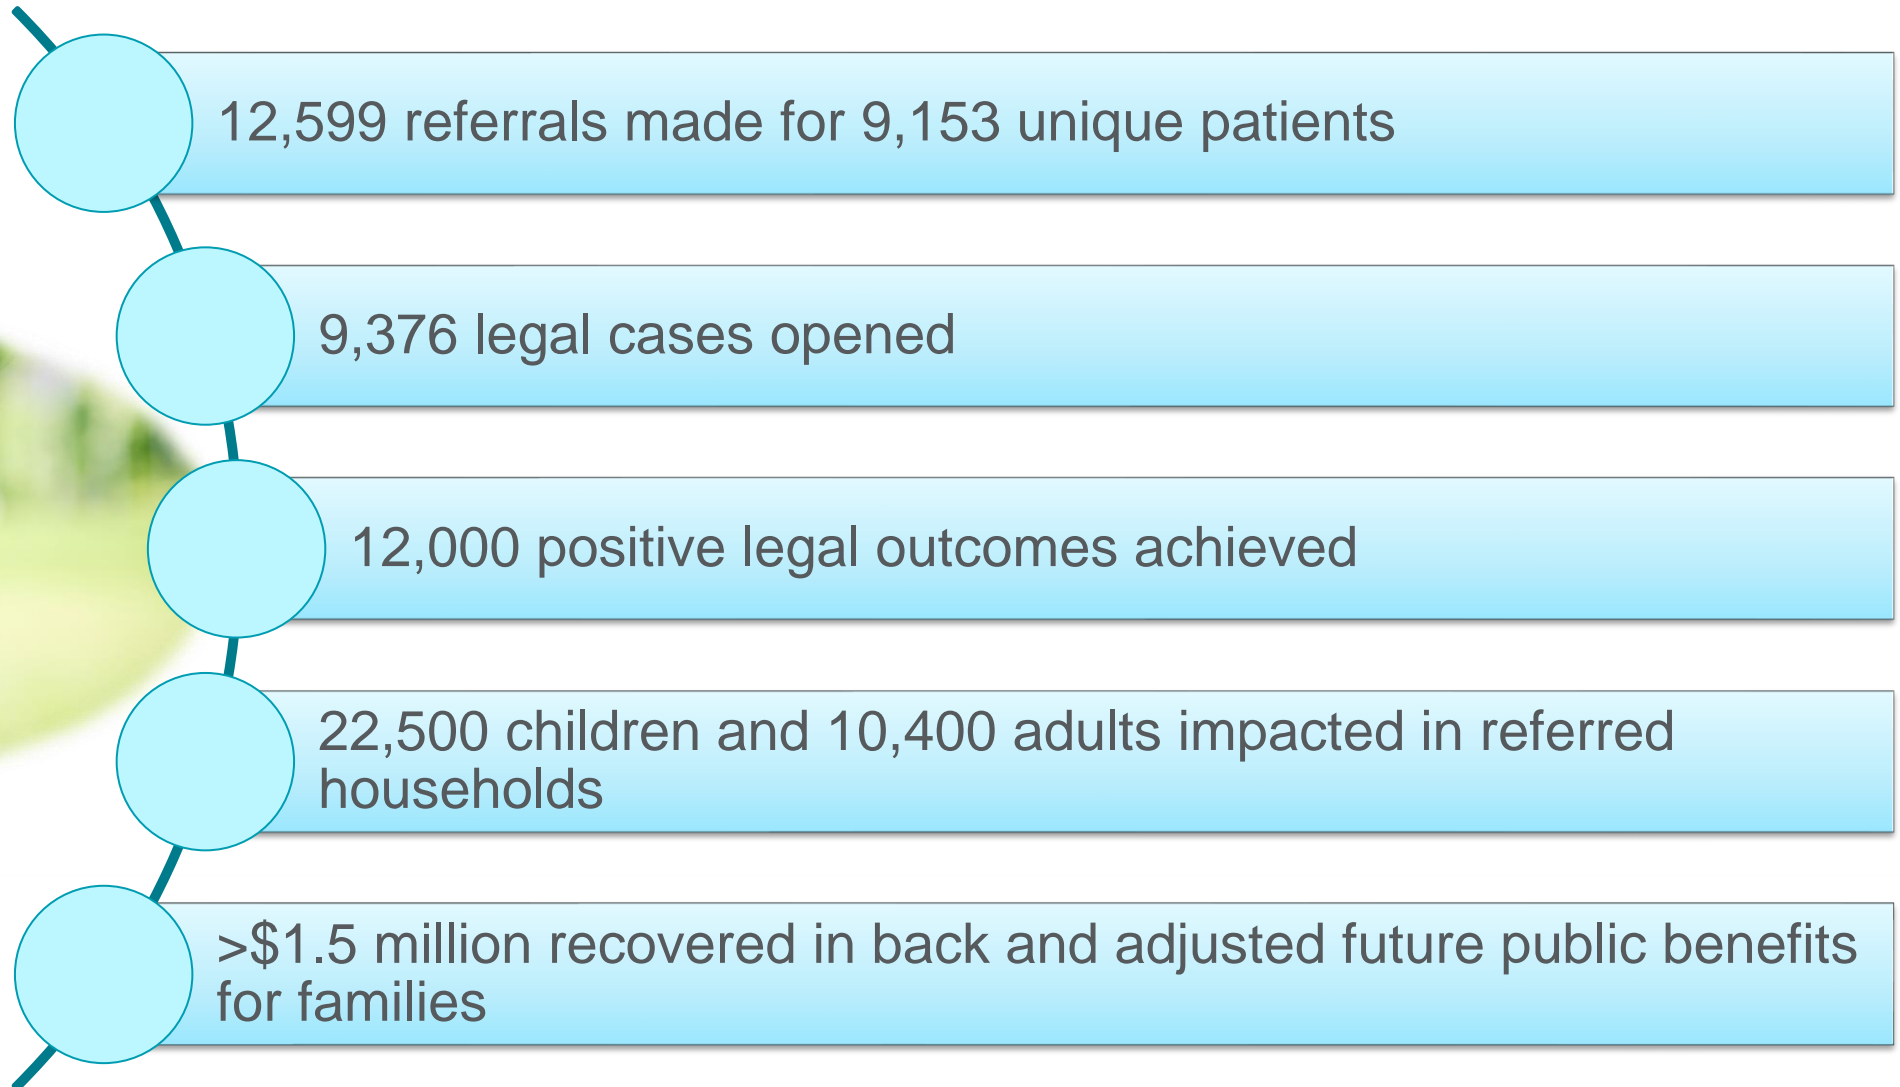 12,599 referrals made for 9,153 unique patients
9,376 legal cases opened
12,000 positive legal outcomes achieved
22,500 children and 10,400 adults impacted in referred
households
>$1.5 million recovered in back and adjusted future public benefits
for families